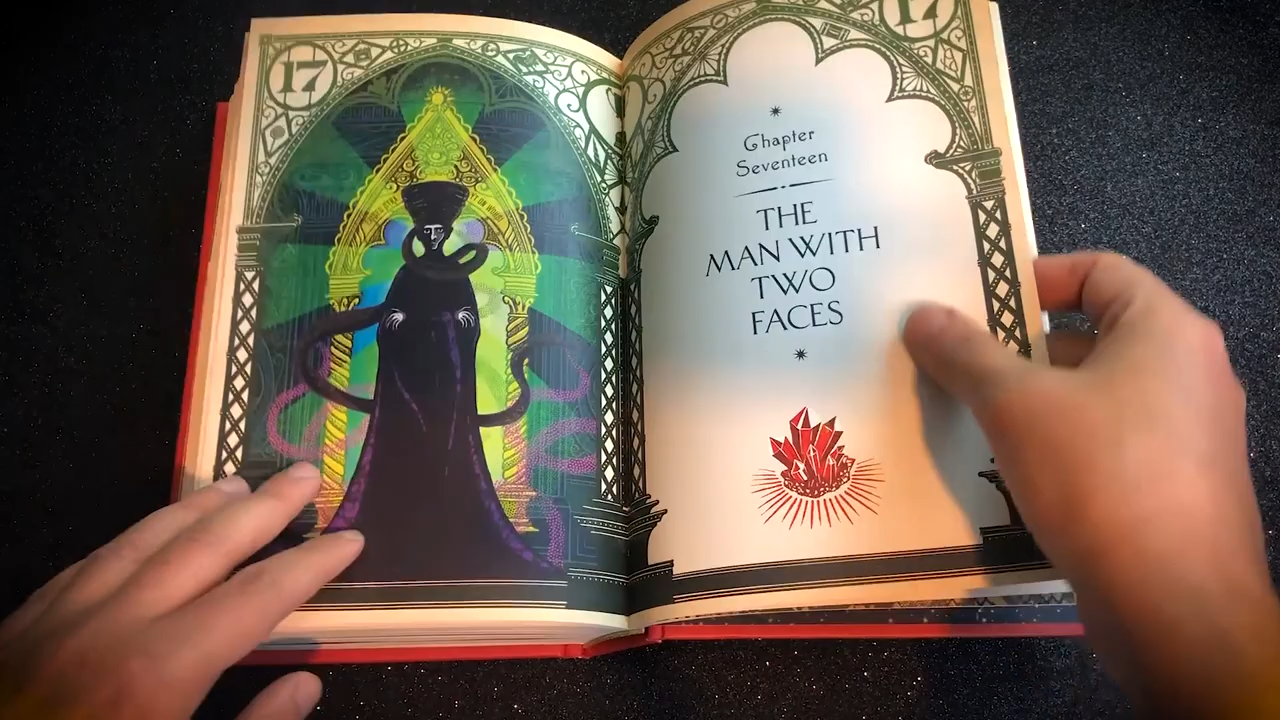 17
17
Chapter
Seventeen
THE
MAN WITH
TWO
FACES